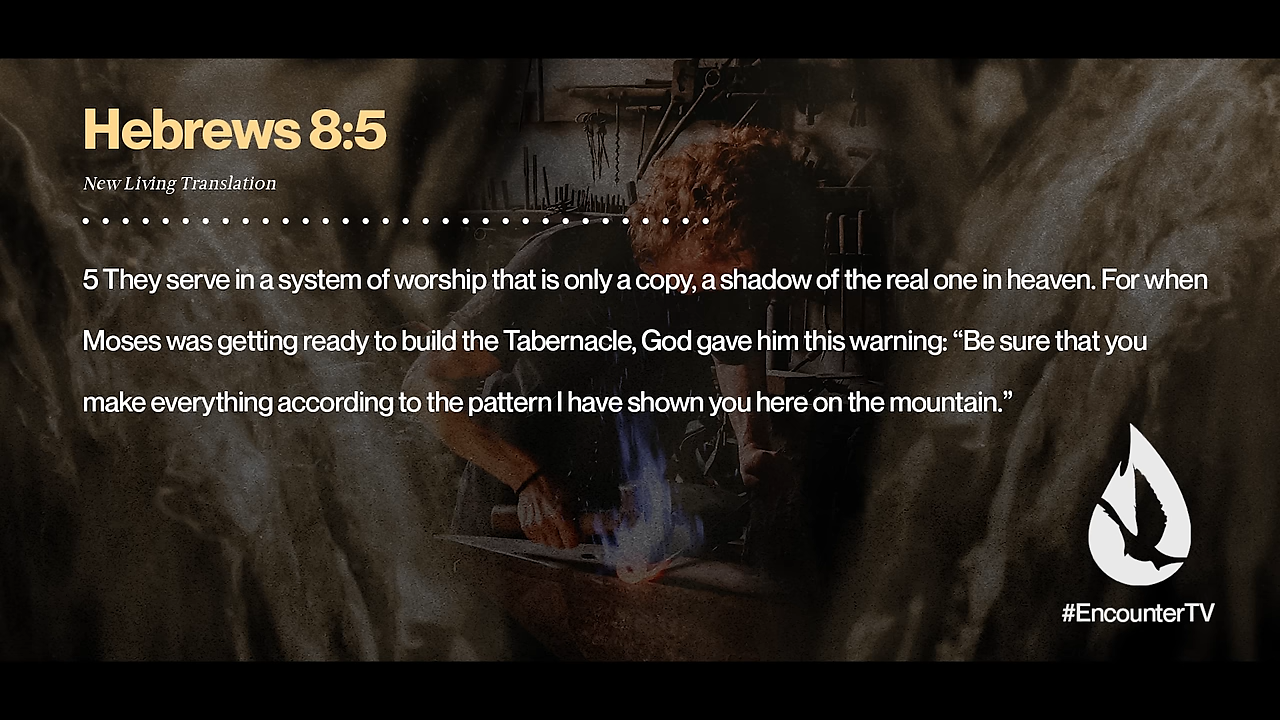 Hebrews 8:5
New Living Translation
5 They serve in a system of worship that is only a copy, a shadow of the real one in heaven. For when
Moses was getting ready to build the Tabernacle, God gave him this warning: “Be sure that you
make everything according to the pattern I have shown you here on the mountain.”
#EncounterTV